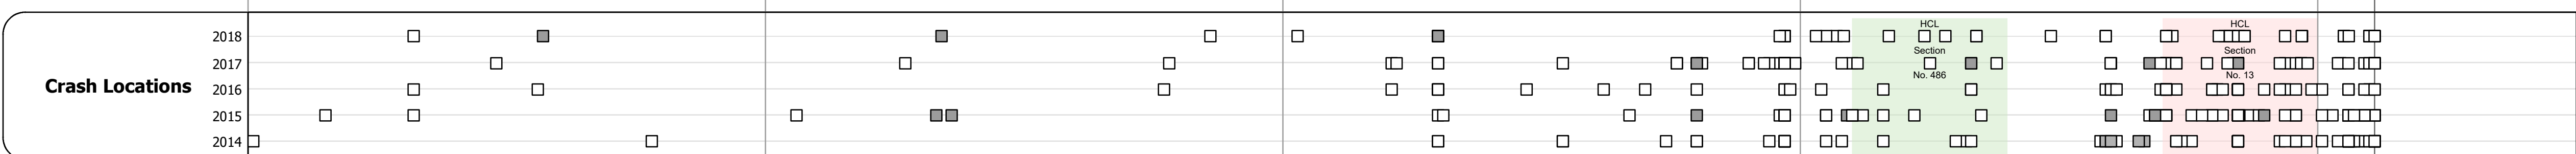 HCL HCL
2018
Section Section
2017
No. 486 No. 13
Crash Locations
2016
2015
2014